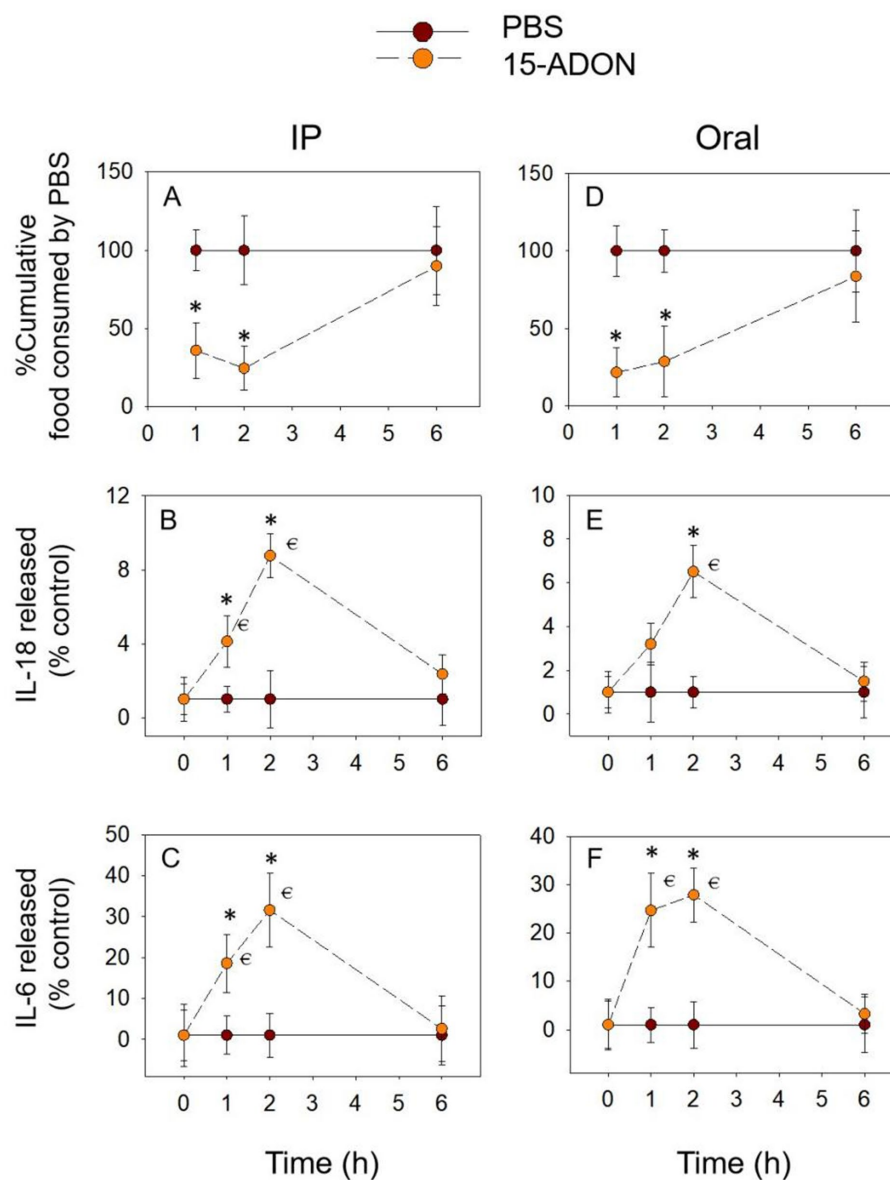 PBS
15-ADON
IP
Oral
%Cumulative
food consumed by PBS
150
100
50
0
A
*
*
0 1 2 3 4 5 6
150
100
50
0
D
*
*
0 1 2 3 4 5 6
IL-18 released
(% control)
12
8
4
0
B
*
€
*
€
0 1 2 3 4 5 6
10
8
6
4
2
0
E
*
€
0 1 2 3 4 5 6
IL-6 released
(% control)
50
40
30
20
10
0
C
*
€
*
€
0 1 2 3 4 5 6
40
30
20
10
0
F
*
€
*
€
0 1 2 3 4 5 6
Time (h)
Time (h)